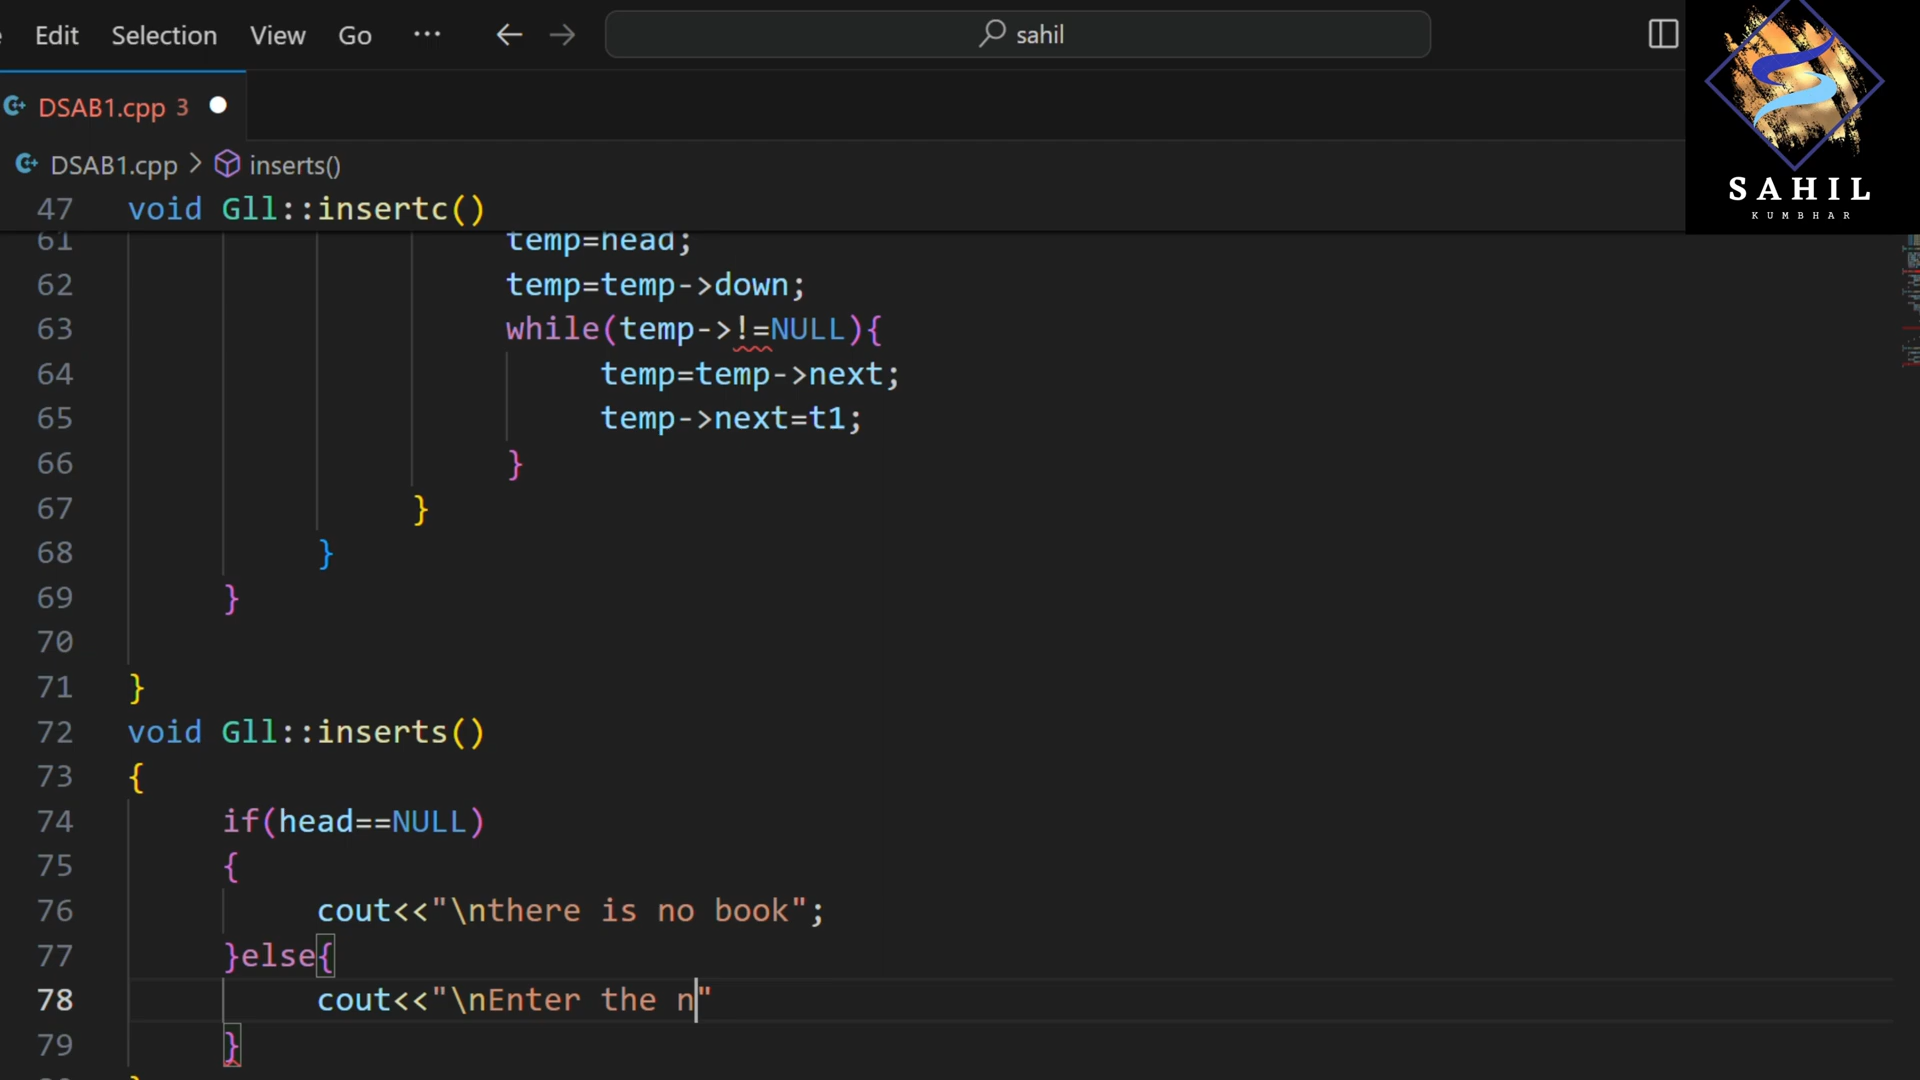 Edit Selection View Go ··· ← → sahil
DSAB1.cpp 3
DSAB1.cpp > inserts()
47 void Gll::insertc()
61 temp=head;
62 temp=temp->down;
63 while(temp->!=NULL){
64 temp=temp->next;
65 temp->next=t1;
66 }
67 }
68 }
69 }
70
71 }
72 void Gll::inserts()
73 {
74 if(head==NULL)
75 {
76 cout<<"\nthere is no book";
77 }else{
78 cout<<"\nEnter the n"
79 }
SAHIL
KUMBHAR